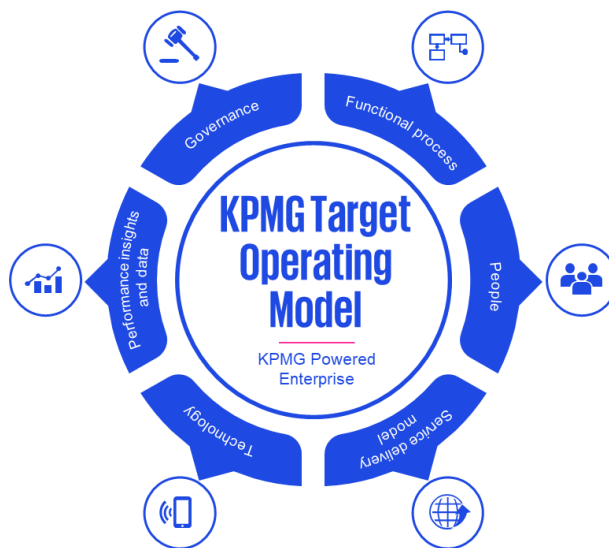 Governance
Functional process
KPMG Target
Operating
Model
KPMG Powered
Enterprise
Performance insights
and data
People
Technology
Service delivery
model